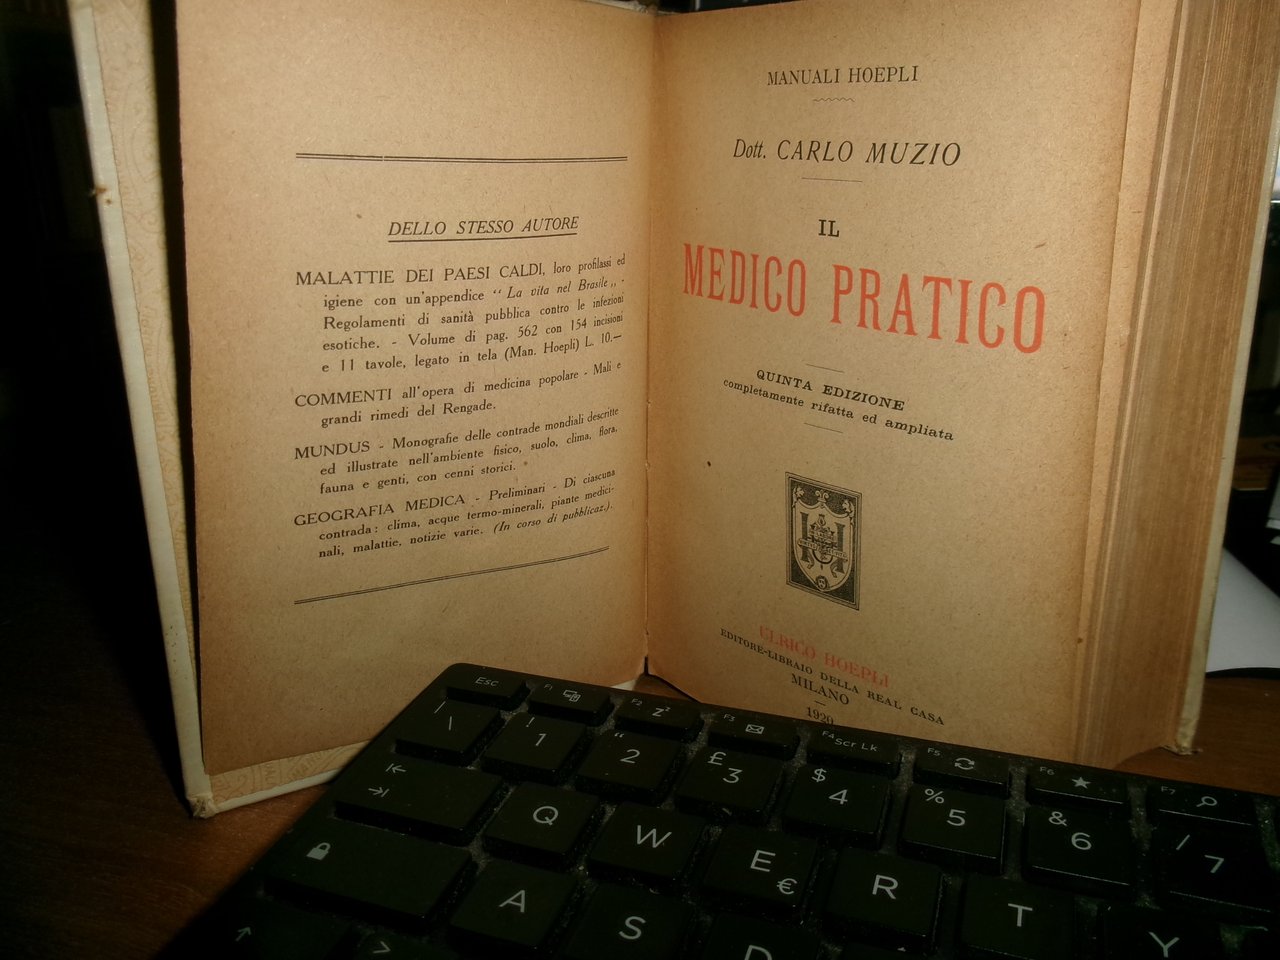 DELLO STESSO AUTORE
MALATTIE DEI PAESI CALDI, loro profilassi ed
igiene con un'appendice “ La vita nel Brasile „ -
Regolamenti di sanità pubblica contro le infezioni
esotiche. - Volume di pag. 562 con 154 incisioni
e 11 tavole, legato in tela (Man. Hoepli) L. 10.—
COMMENTI all'opera di medicina popolare - Mali e
grandi rimedi del Rengade.
MUNDUS - Monografie delle contrade mondiali descritte
ed illustrate nell'ambiente fisico, suolo, clima, flora,
fauna e genti, con cenni storici.
GEOGRAFIA MEDICA - Preliminari - Di ciascuna
contrada: clima, acque termo-minerali, piante medici-
nali, malattie, notizie varie. (In corso di pubblicaz.).
MANUALI HOEPLI
Dott. CARLO MUZIO
IL
MEDICO PRATICO
QUINTA EDIZIONE
completamente rifatta ed ampliata
ULRICO HOEPLI
EDITORE-LIBRAIO DELLA REAL CASA
MILANO
1920
Esc F1 F2 F3 F4 Scr Lk F5 F6 F7
| \ ! 1 " 2 £ 3 $ 4 % 5 & 6 / 7
Q W E € R T Y
A S D